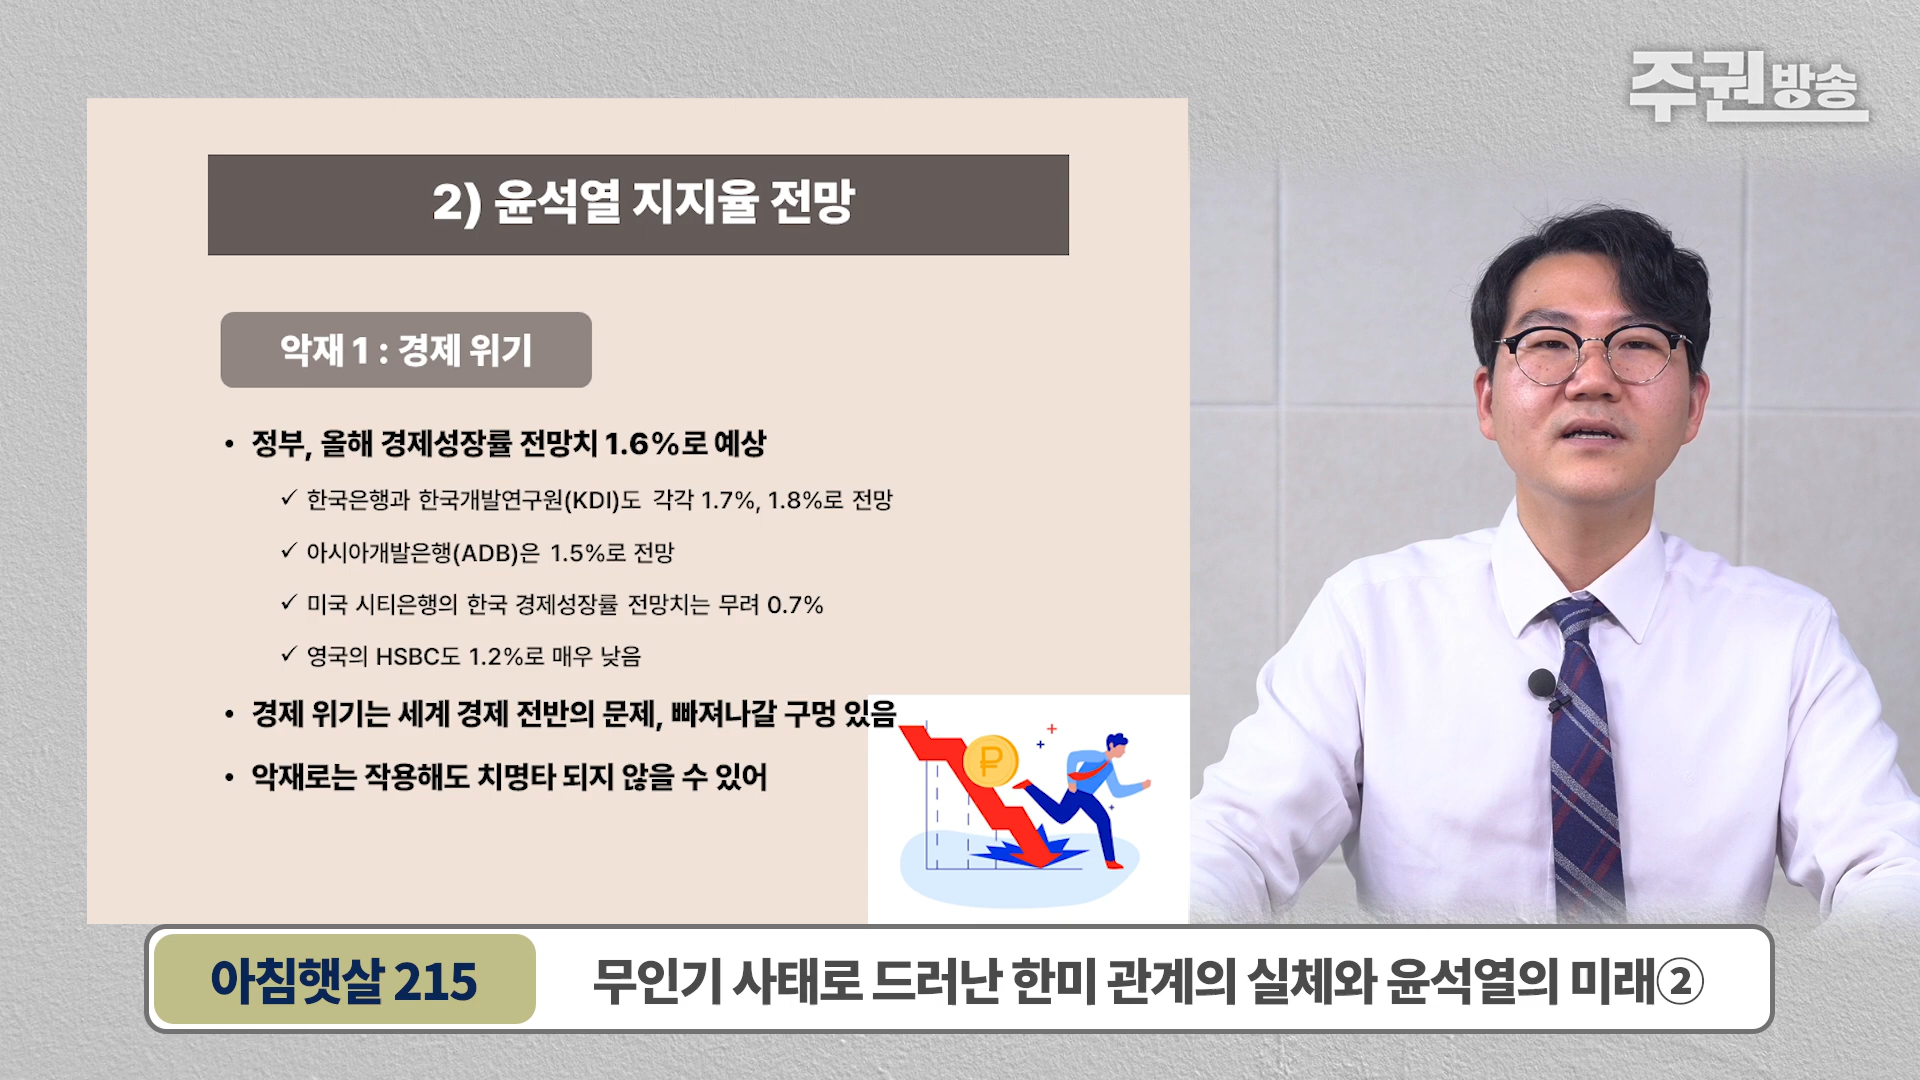 주권방송
2) 윤석열 지지율 전망
악재 1 : 경제 위기
• 정부, 올해 경제성장률 전망치 1.6%로 예상
✓ 한국은행과 한국개발연구원(KDI)도 각각 1.7%, 1.8%로 전망
✓ 아시아개발은행(ADB)은 1.5%로 전망
✓ 미국 시티은행의 한국 경제성장률 전망치는 무려 0.7%
✓ 영국의 HSBC도 1.2%로 매우 낮음
• 경제 위기는 세계 경제 전반의 문제, 빠져나갈 구멍 있음
• 악재로는 작용해도 치명타 되지 않을 수 있어
아침햇살 215
무인기 사태로 드러난 한미 관계의 실체와 윤석열의 미래②